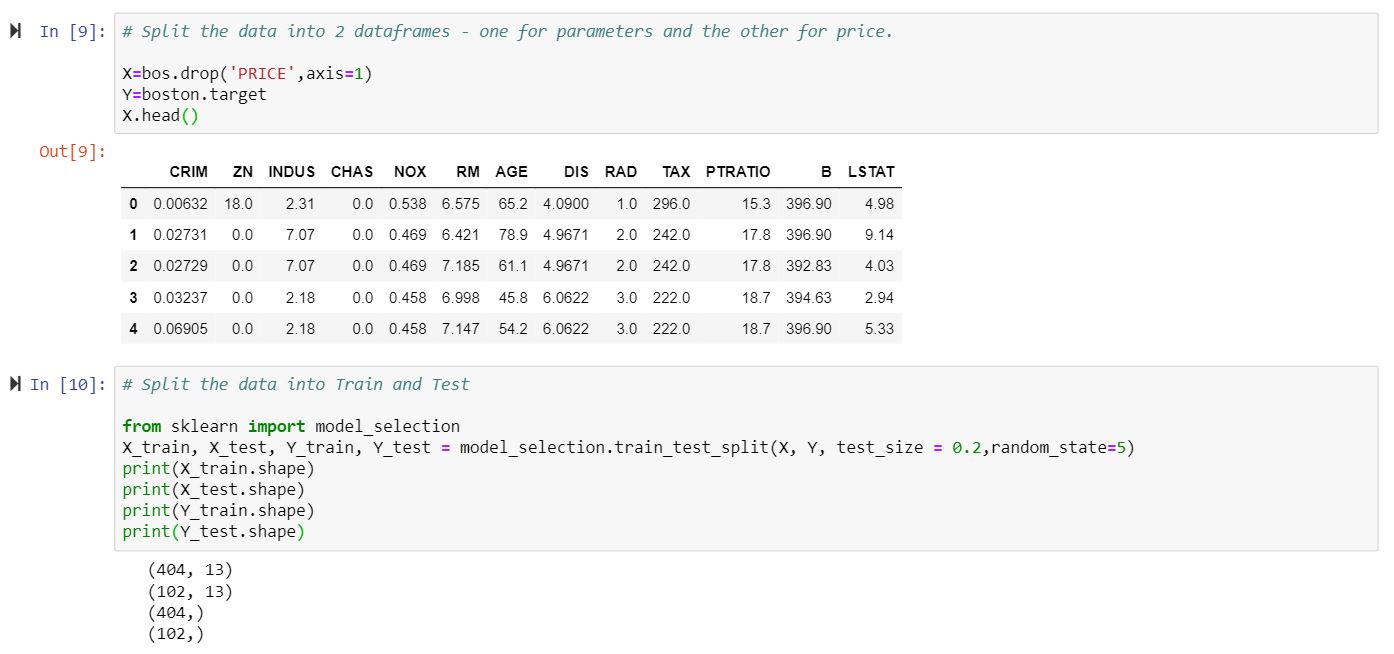 In [9]: # Split the data into 2 dataframes - one for parameters and the other for price.
X=bos.drop('PRICE',axis=1)
Y=boston.target
X.head()
Out[9]:
CRIM ZN INDUS CHAS NOX RM AGE DIS RAD TAX PTRATIO B LSTAT
0 0.00632 18.0 2.31 0.0 0.538 6.575 65.2 4.0900 1.0 296.0 15.3 396.90 4.98
1 0.02731 0.0 7.07 0.0 0.469 6.421 78.9 4.9671 2.0 242.0 17.8 396.90 9.14
2 0.02729 0.0 7.07 0.0 0.469 7.185 61.1 4.9671 2.0 242.0 17.8 392.83 4.03
3 0.03237 0.0 2.18 0.0 0.458 6.998 45.8 6.0622 3.0 222.0 18.7 394.63 2.94
4 0.06905 0.0 2.18 0.0 0.458 7.147 54.2 6.0622 3.0 222.0 18.7 396.90 5.33
In [10]: # Split the data into Train and Test
from sklearn import model_selection
X_train, X_test, Y_train, Y_test = model_selection.train_test_split(X, Y, test_size = 0.2,random_state=5)
print(X_train.shape)
print(X_test.shape)
print(Y_train.shape)
print(Y_test.shape)
(404, 13)
(102, 13)
(404,)
(102,)